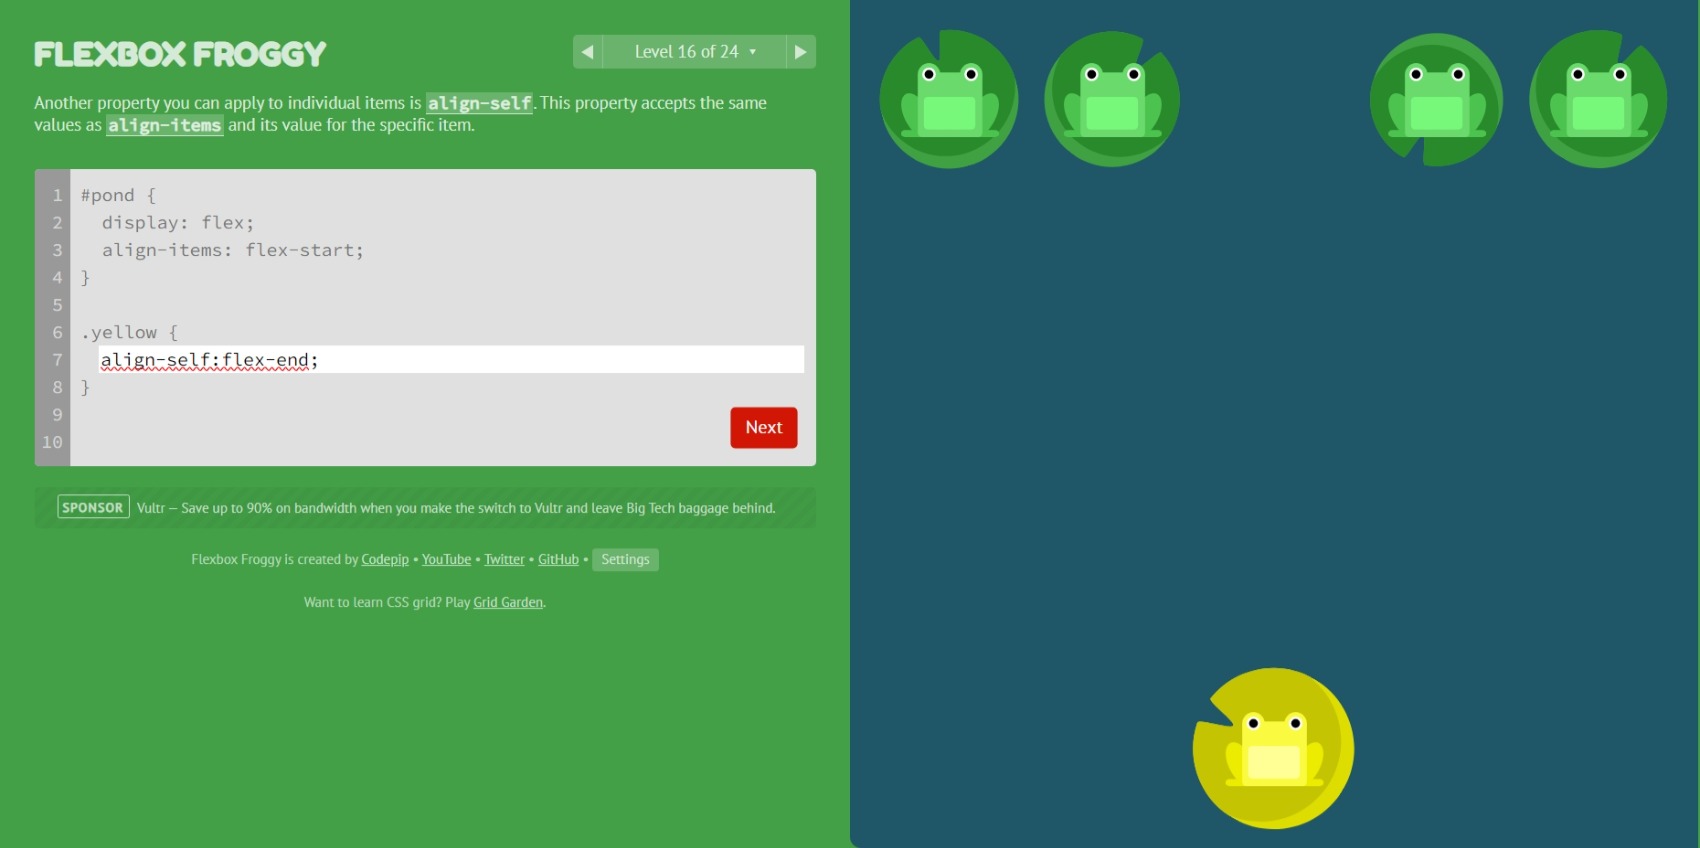 FLEXBOX FROGGY
◀ Level 16 of 24 ▼ ▶
Another property you can apply to individual items is align-self. This property accepts the same
values as align-items and its value for the specific item.
1 #pond {
2 display: flex;
3 align-items: flex-start;
4 }
5
6 .yellow {
7 align-self:flex-end;
8 }
9
10
Next
SPONSOR Vultr — Save up to 90% on bandwidth when you make the switch to Vultr and leave Big Tech baggage behind.
Flexbox Froggy is created by Codepip • YouTube • Twitter • GitHub • Settings
Want to learn CSS grid? Play Grid Garden.